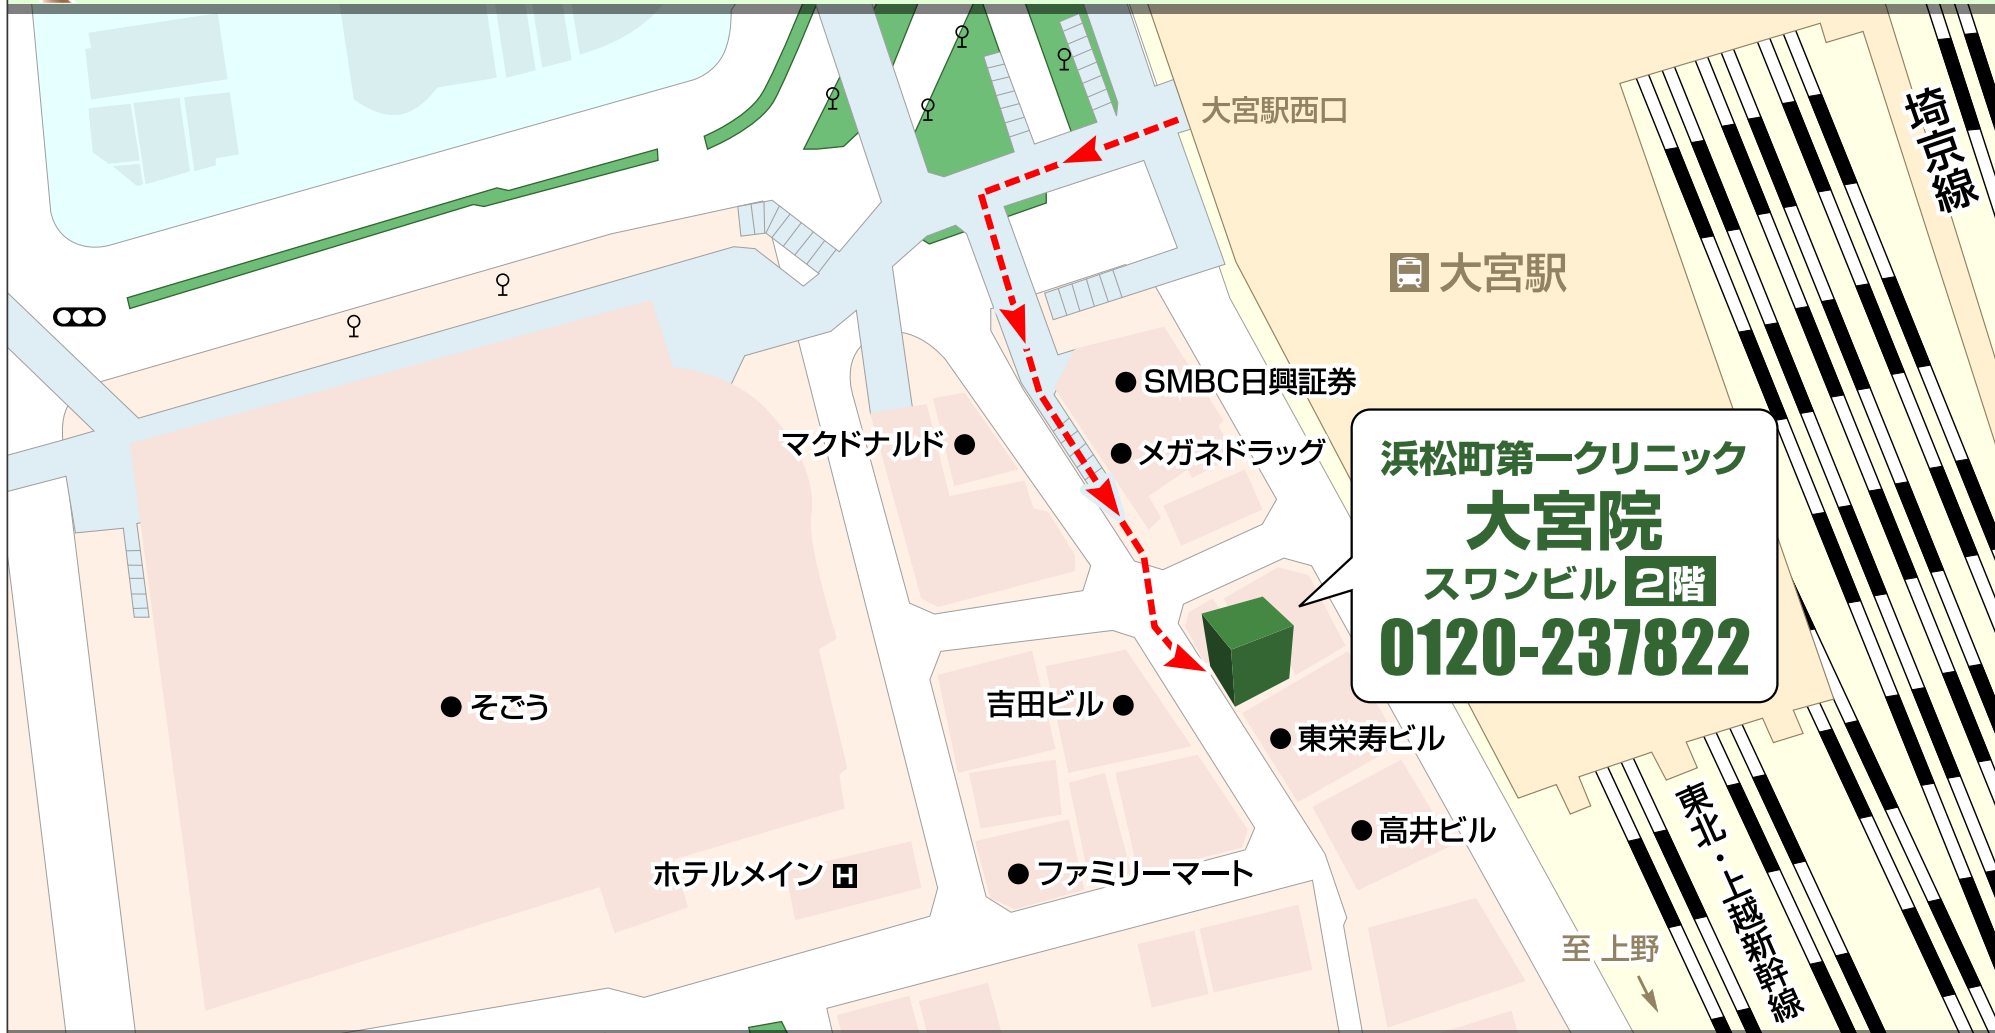 大宮駅西口
埼京線
大宮駅
SMBC日興証券
マクドナルド
メガネドラッグ
浜松町第一クリニック
大宮院
スワンビル 2階
0120-237822
そごう
吉田ビル
東栄寿ビル
高井ビル
ホテルメイン H
ファミリーマート
東北・上越新幹線
至 上野